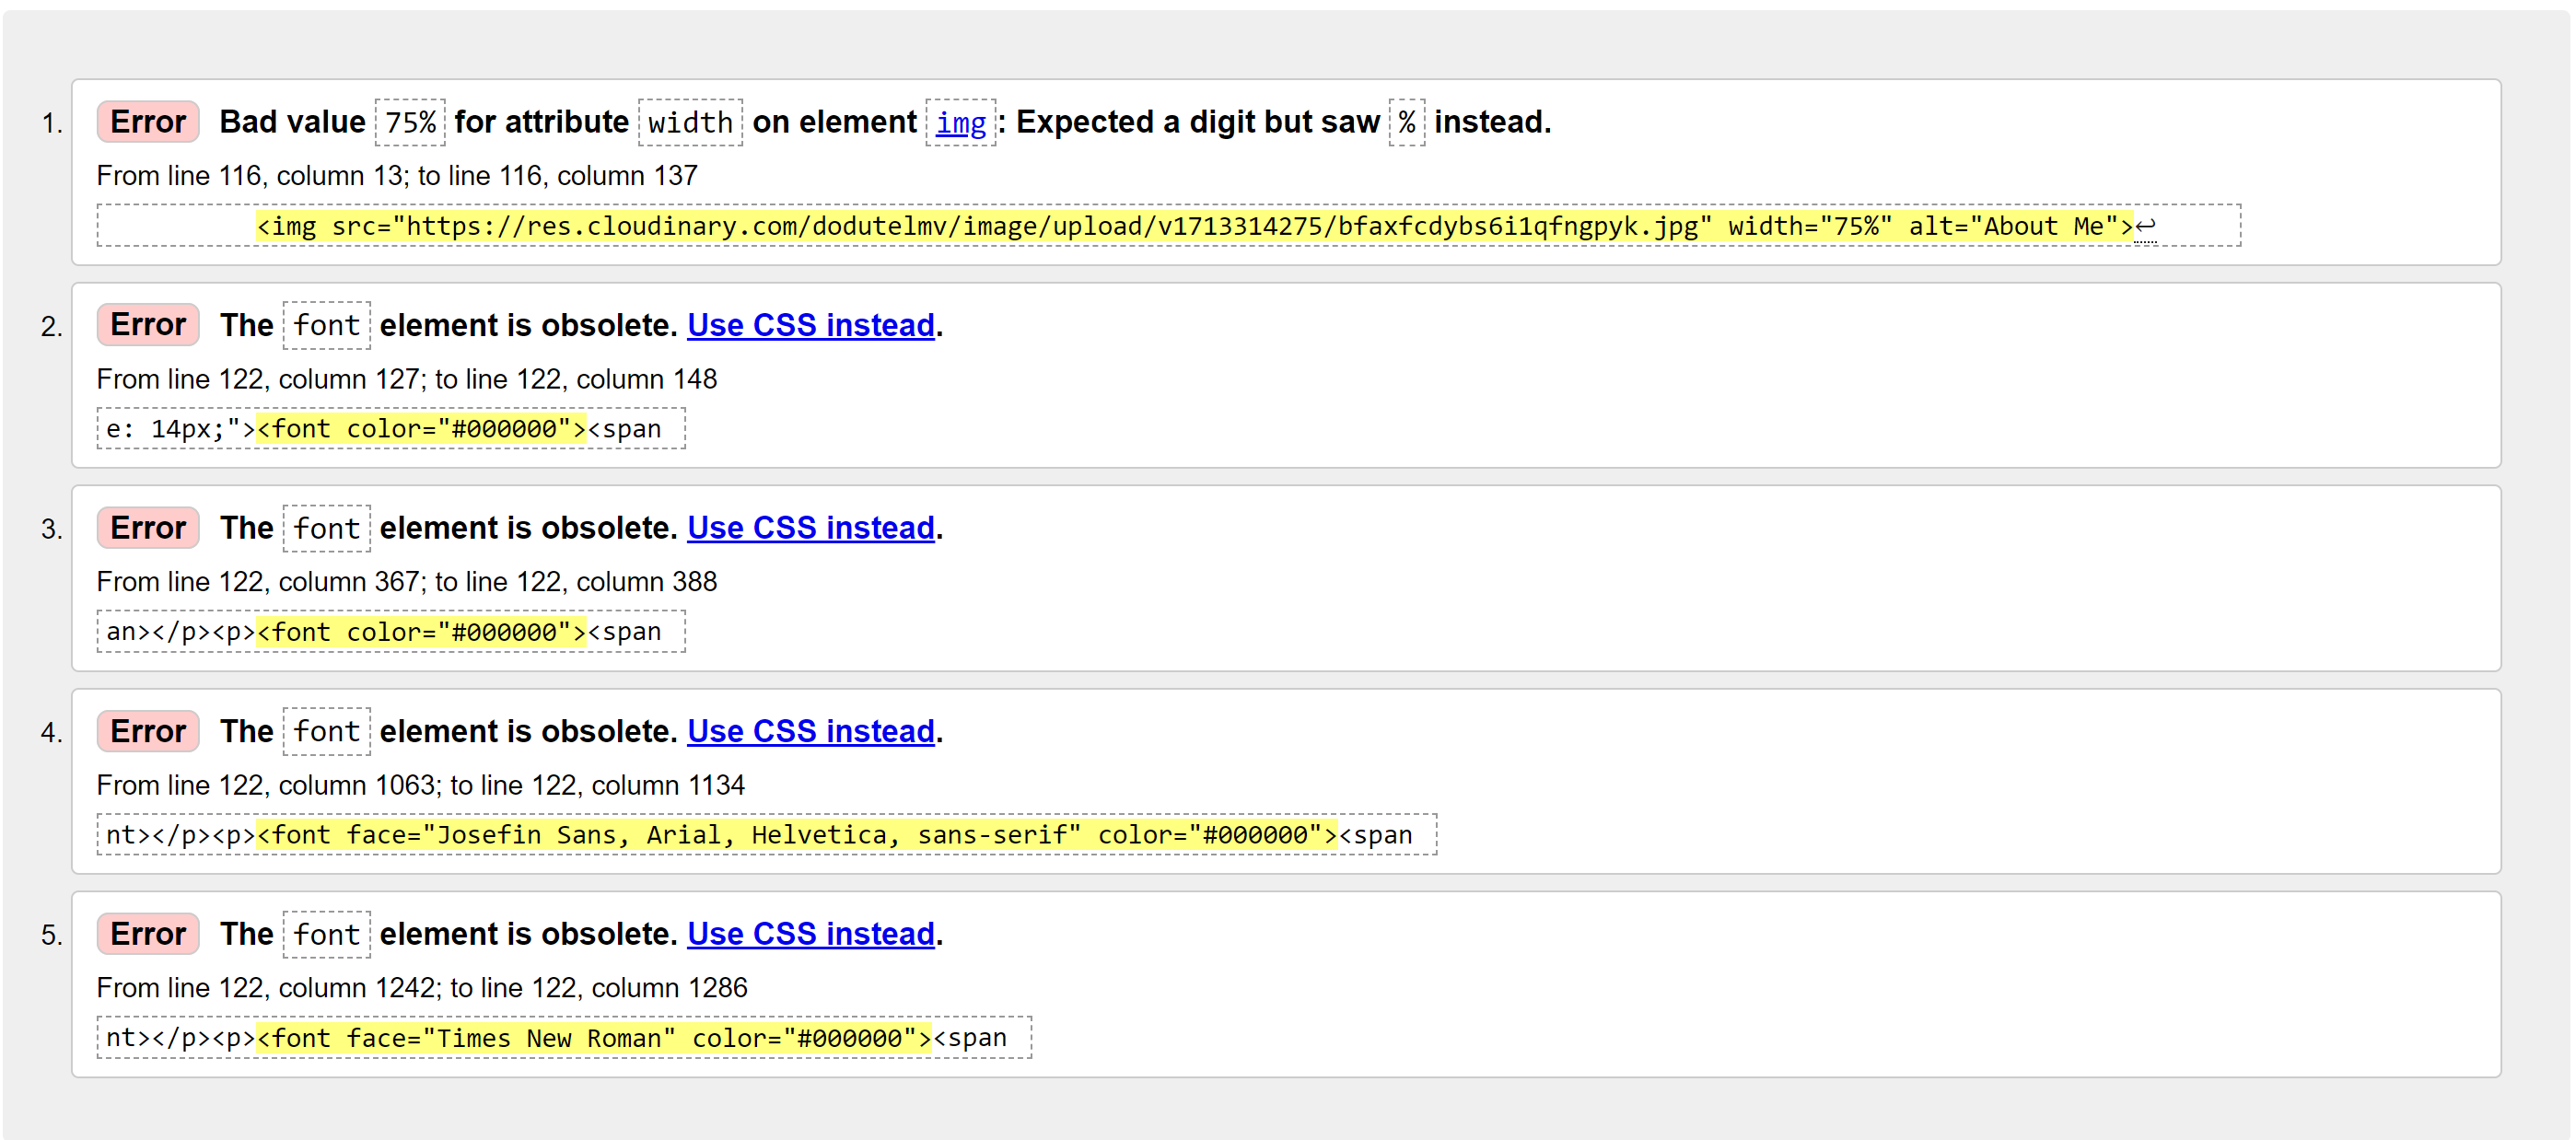 1. Error Bad value 75% for attribute width on element img: Expected a digit but saw % instead.
From line 116, column 13; to line 116, column 137
<img src="https://res.cloudinary.com/dodutelmv/image/upload/v1713314275/bfaxfcdybs6i1qfngpyk.jpg" width="75%" alt="About Me">↩
2. Error The font element is obsolete. Use CSS instead.
From line 122, column 127; to line 122, column 148
e: 14px;"><font color="#000000"><span
3. Error The font element is obsolete. Use CSS instead.
From line 122, column 367; to line 122, column 388
an></p><p><font color="#000000"><span
4. Error The font element is obsolete. Use CSS instead.
From line 122, column 1063; to line 122, column 1134
nt></p><p><font face="Josefin Sans, Arial, Helvetica, sans-serif" color="#000000"><span
5. Error The font element is obsolete. Use CSS instead.
From line 122, column 1242; to line 122, column 1286
nt></p><p><font face="Times New Roman" color="#000000"><span